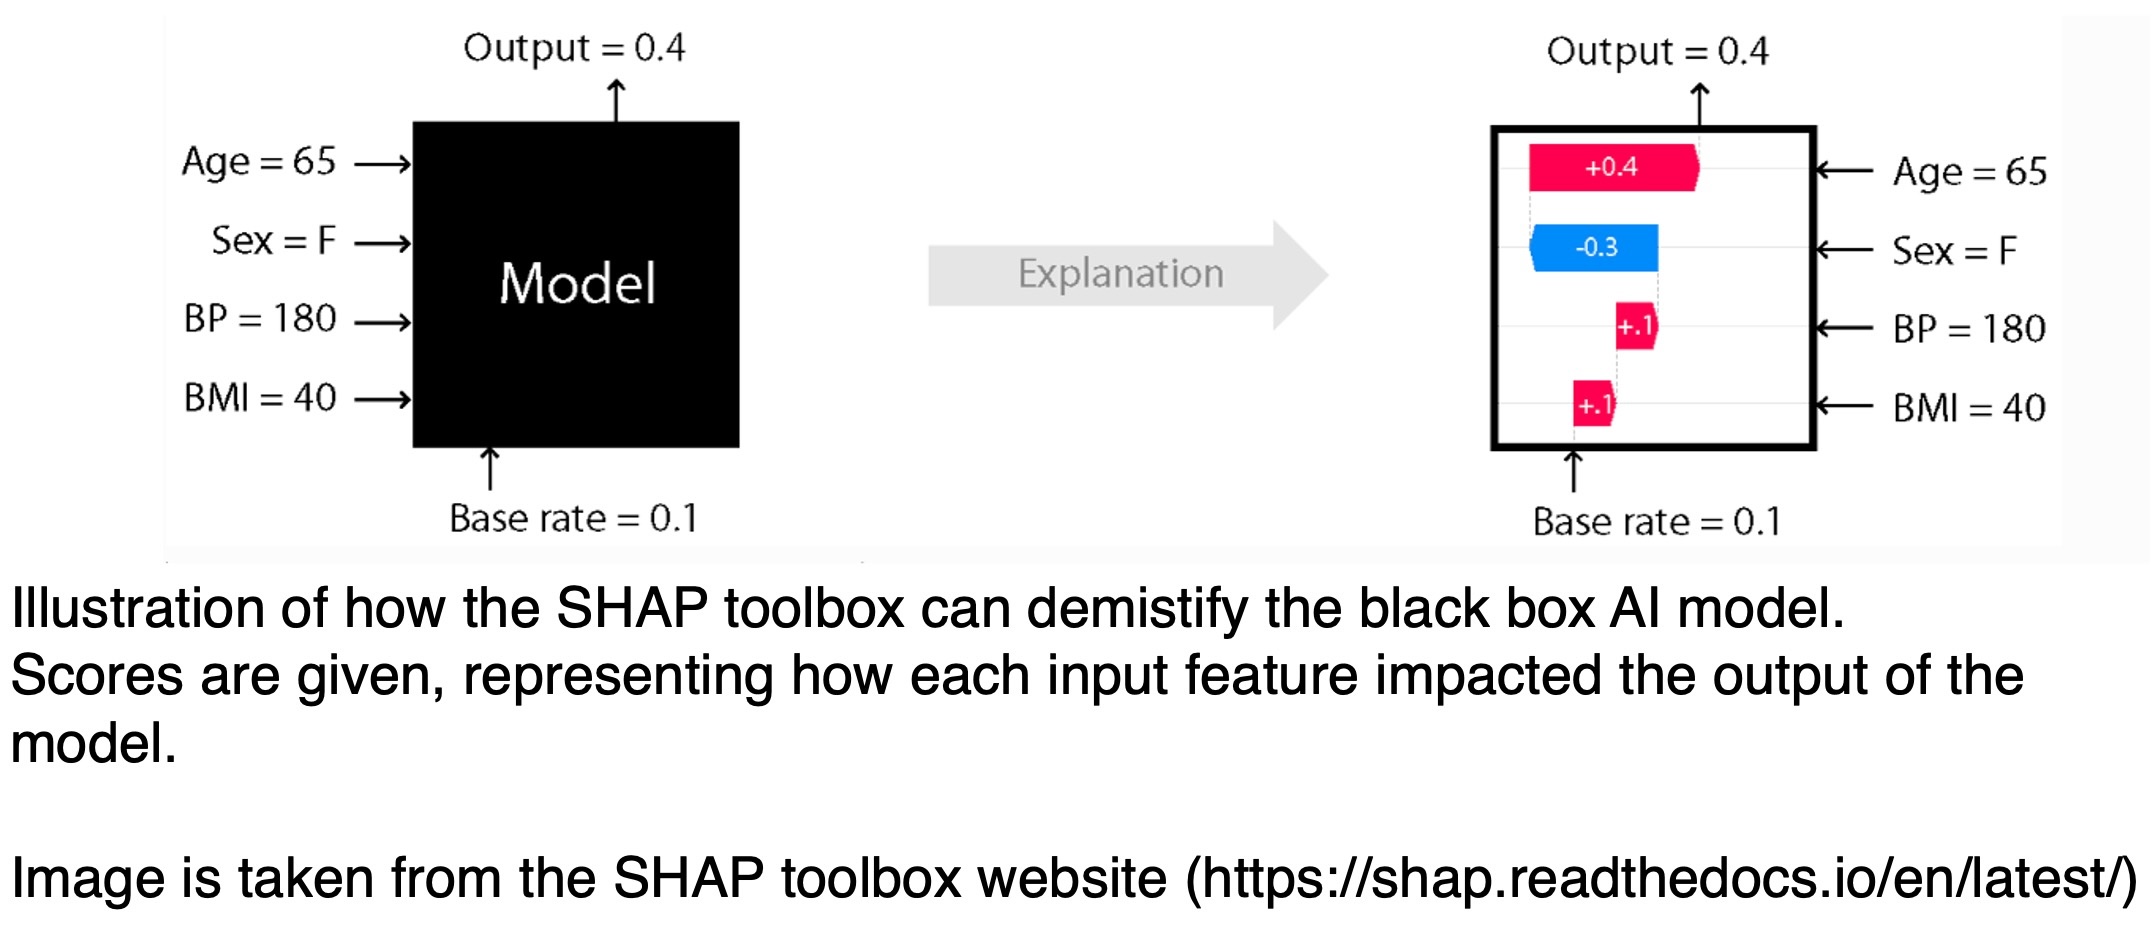 Output = 0.4
Age = 65
Sex = F
BP = 180
BMI = 40
Model
Base rate = 0.1
Explanation
Output = 0.4
+0.4
-0.3
+.1
+.1
Age = 65
Sex = F
BP = 180
BMI = 40
Base rate = 0.1
Illustration of how the SHAP toolbox can demistify the black box AI model.
Scores are given, representing how each input feature impacted the output of the
model.
Image is taken from the SHAP toolbox website (https://shap.readthedocs.io/en/latest/)